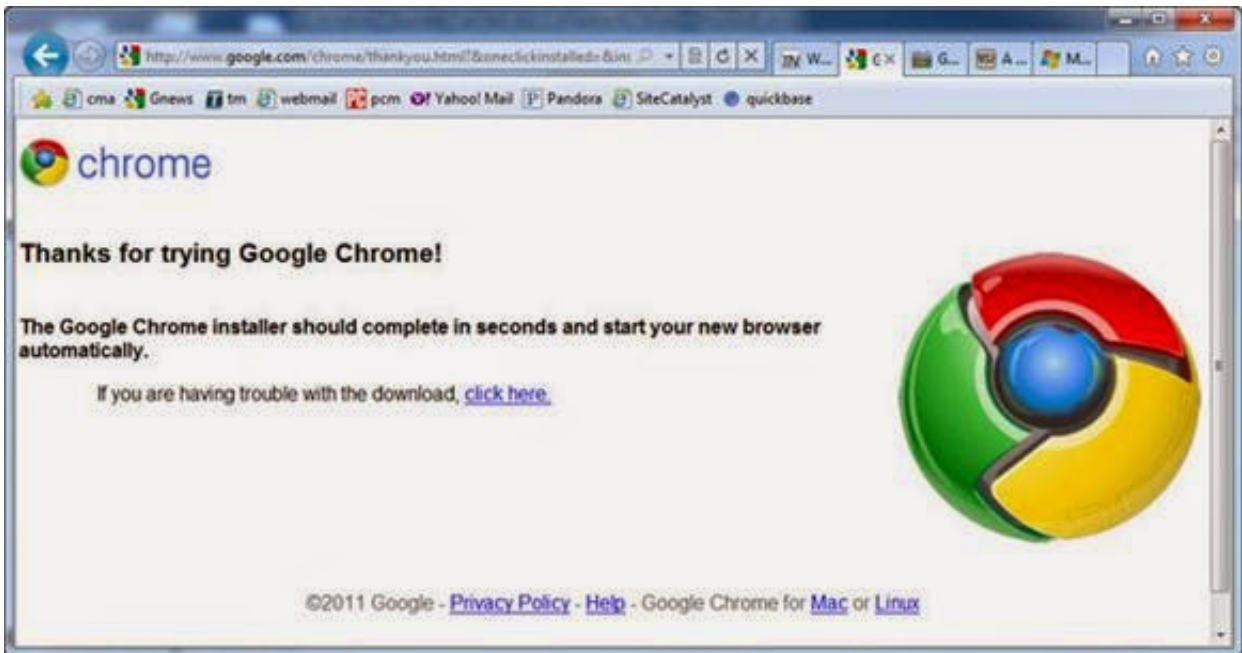 http://www.google.com/chrome/thankyou.html?&oneclickinstalled=&in
W...
G
G...
A...
M...
cma
Gnews
tm
webmail
pcm
Yahoo! Mail
Pandora
SiteCatalyst
quickbase
chrome
Thanks for trying Google Chrome!
The Google Chrome installer should complete in seconds and start your new browser
automatically.
If you are having trouble with the download, click here.
©2011 Google - Privacy Policy - Help - Google Chrome for Mac or Linux